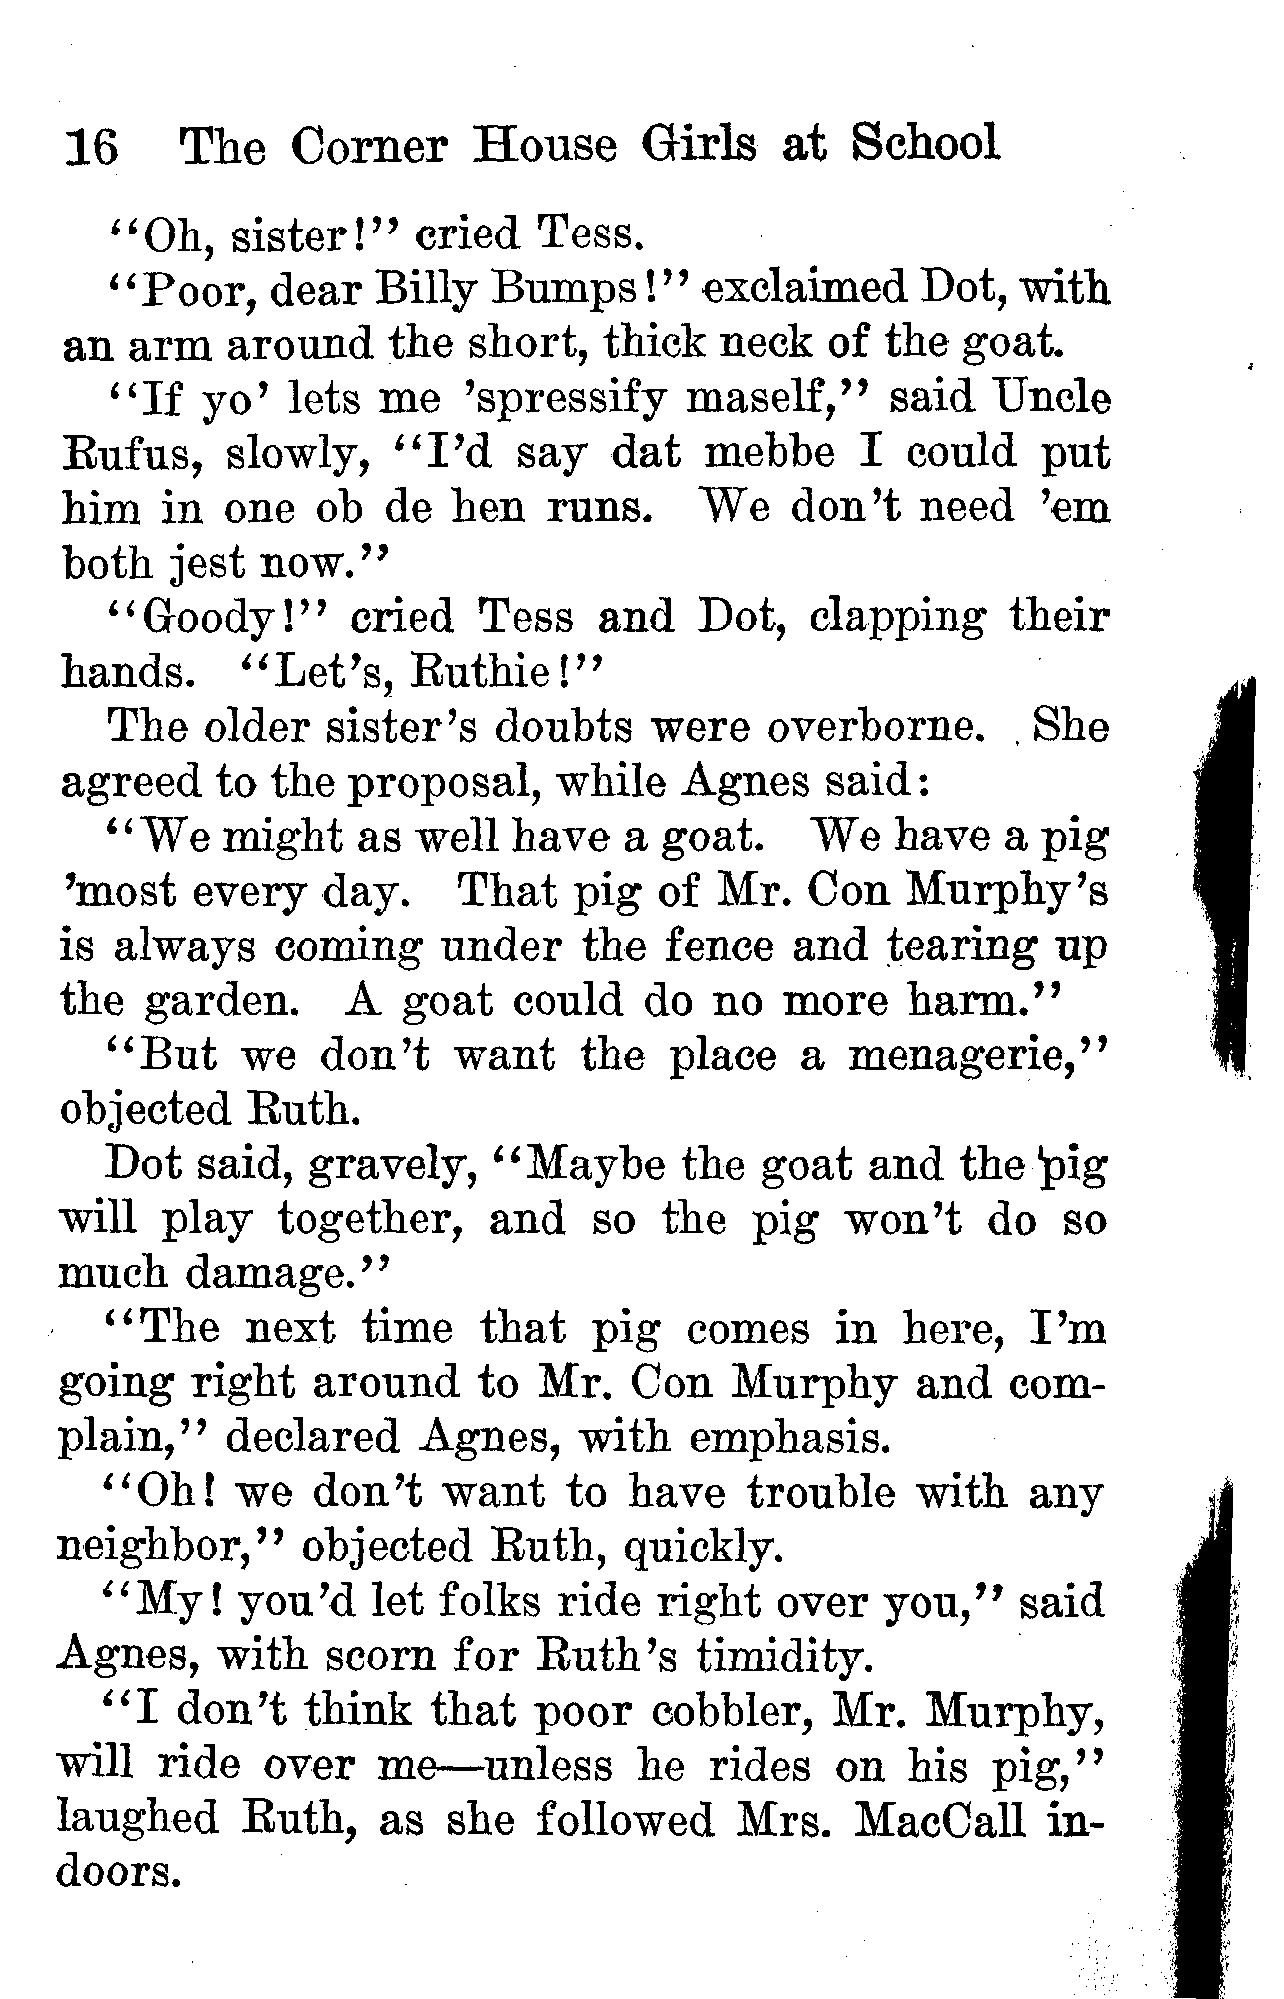 16 The Corner House Girls at School
"Oh, sister!" cried Tess.
"Poor, dear Billy Bumps!" exclaimed Dot, with
an arm around the short, thick neck of the goat.
"If yo' lets me 'spressify maself," said Uncle
Rufus, slowly, "I'd say dat mebbe I could put
him in one ob de hen runs. We don't need 'em
both jest now."
"Goody!" cried Tess and Dot, clapping their
hands. "Let's, Ruthie!"
The older sister's doubts were overborne. She
agreed to the proposal, while Agnes said:
"We might as well have a goat. We have a pig
'most every day. That pig of Mr. Con Murphy's
is always coming under the fence and tearing up
the garden. A goat could do no more harm."
"But we don't want the place a menagerie,"
objected Ruth.
Dot said, gravely, "Maybe the goat and the pig
will play together, and so the pig won't do so
much damage."
"The next time that pig comes in here, I'm
going right around to Mr. Con Murphy and com-
plain," declared Agnes, with emphasis.
"Oh! we don't want to have trouble with any
neighbor," objected Ruth, quickly.
"My! you'd let folks ride right over you," said
Agnes, with scorn for Ruth's timidity.
"I don't think that poor cobbler, Mr. Murphy,
will ride over me—unless he rides on his pig,"
laughed Ruth, as she followed Mrs. MacCall in-
doors.